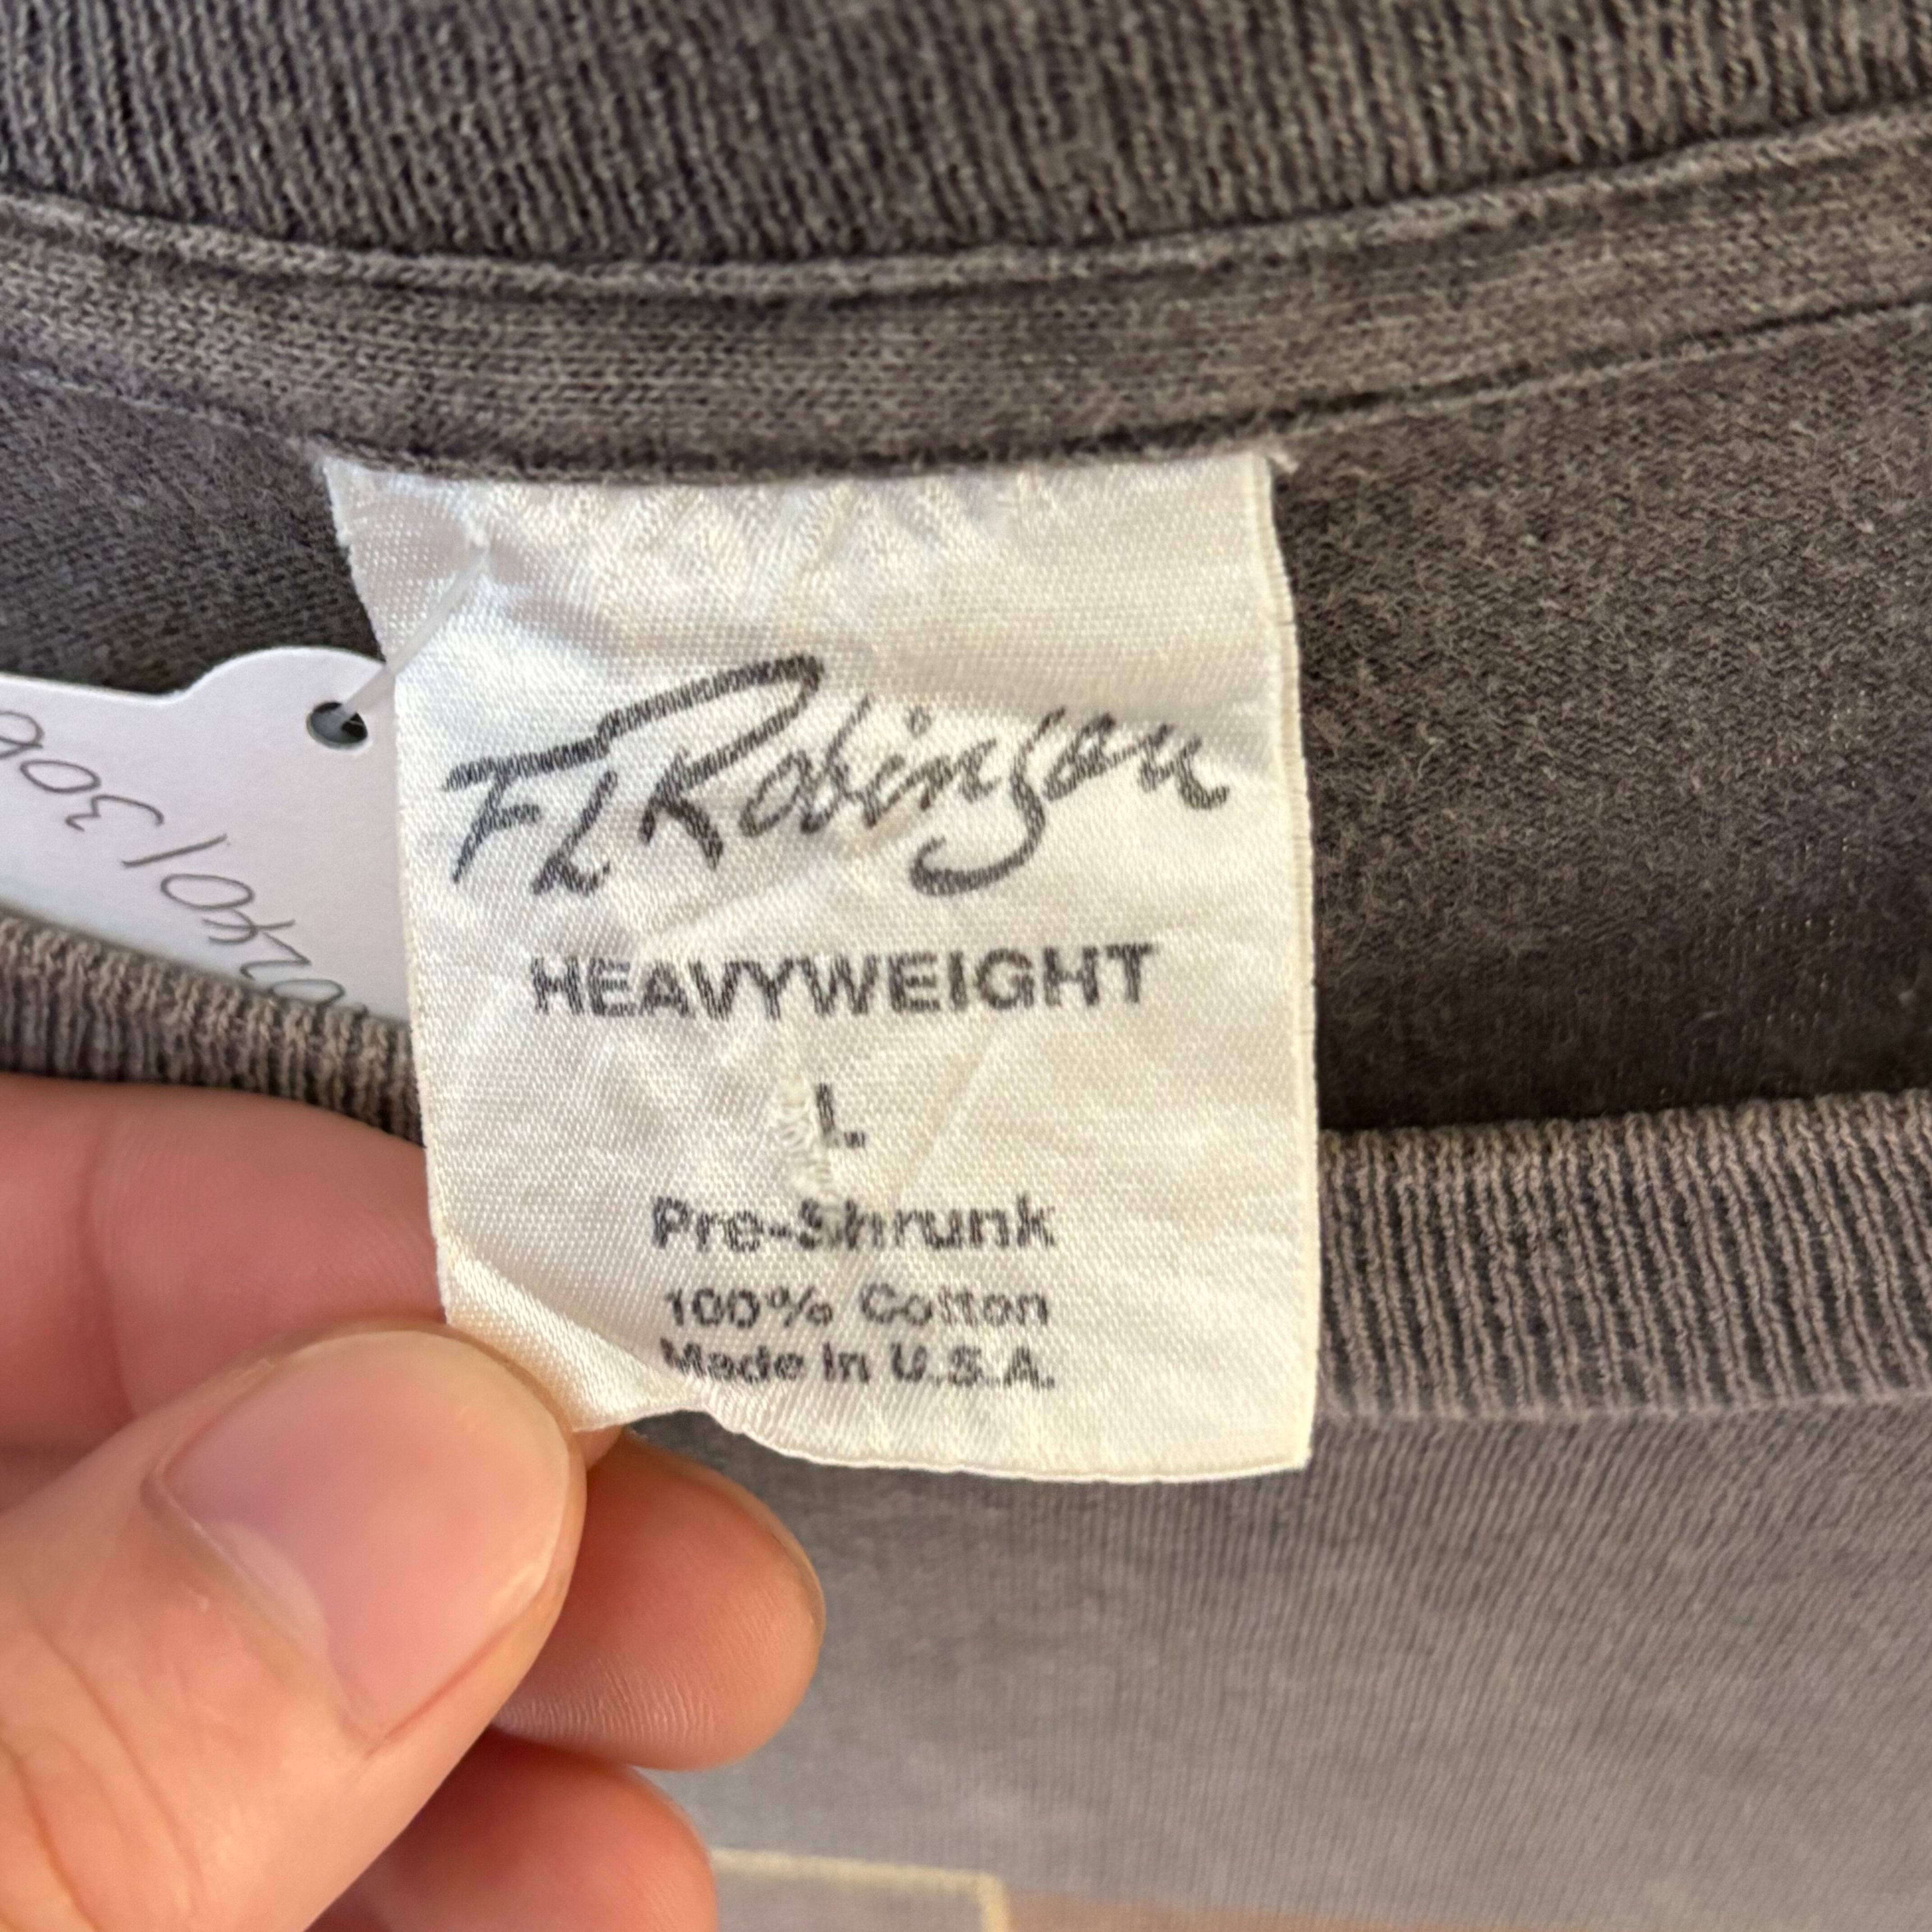 FL Robinson
HEAVYWEIGHT
L
Pre-Shrunk
100% Cotton
Made in U.S.A.